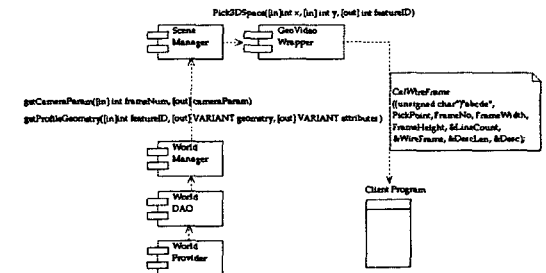 Pick3DSpace([in]int x, [in] int y, [out] int featureID)
Scene
Manager
GeoVideo
Wrapper
getCameraParam([in] int frameNum, [out] cameraParam)
getProfileGeometry([in]int featureID, [out] VARIANT geometry, [out] VARIANT attributes )
CalWireFrame
((unsigned char*)"abcde",
PickPoint, FrameNo, FrameWidth,
FrameHeight, &LineCount,
&WireFrame, &DescLen, &Desc);
World
Manager
Client Program
World
DAO
World
Provider